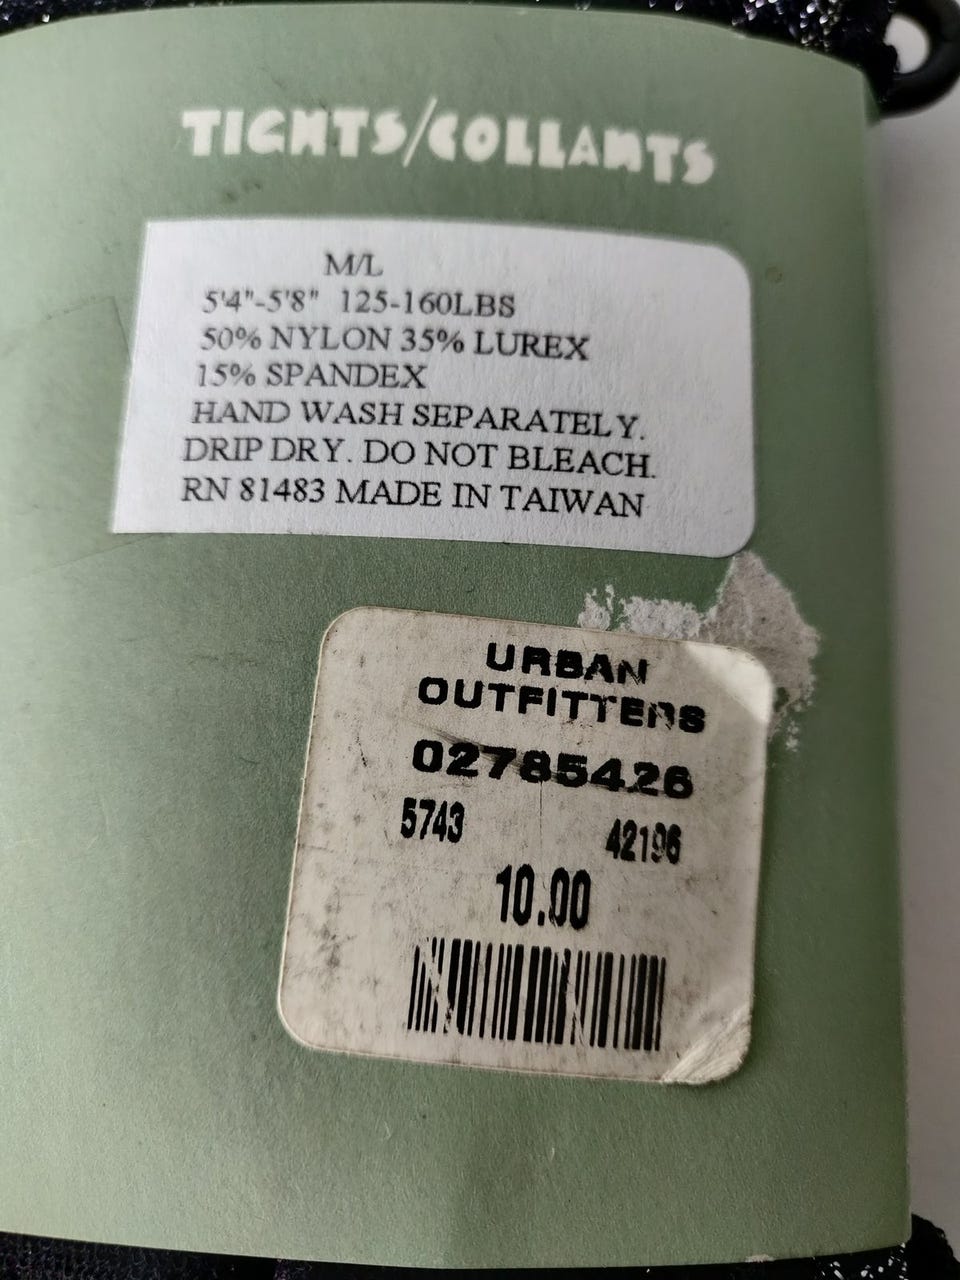 TIGHTS/COLLANTS
M/L
5'4"-5'8" 125-160LBS
50% NYLON 35% LUREX
15% SPANDEX
HAND WASH SEPARATELY.
DRIP DRY. DO NOT BLEACH.
RN 81483 MADE IN TAIWAN
URBAN
OUTFITTERS
02785426
5743 42196
10.00